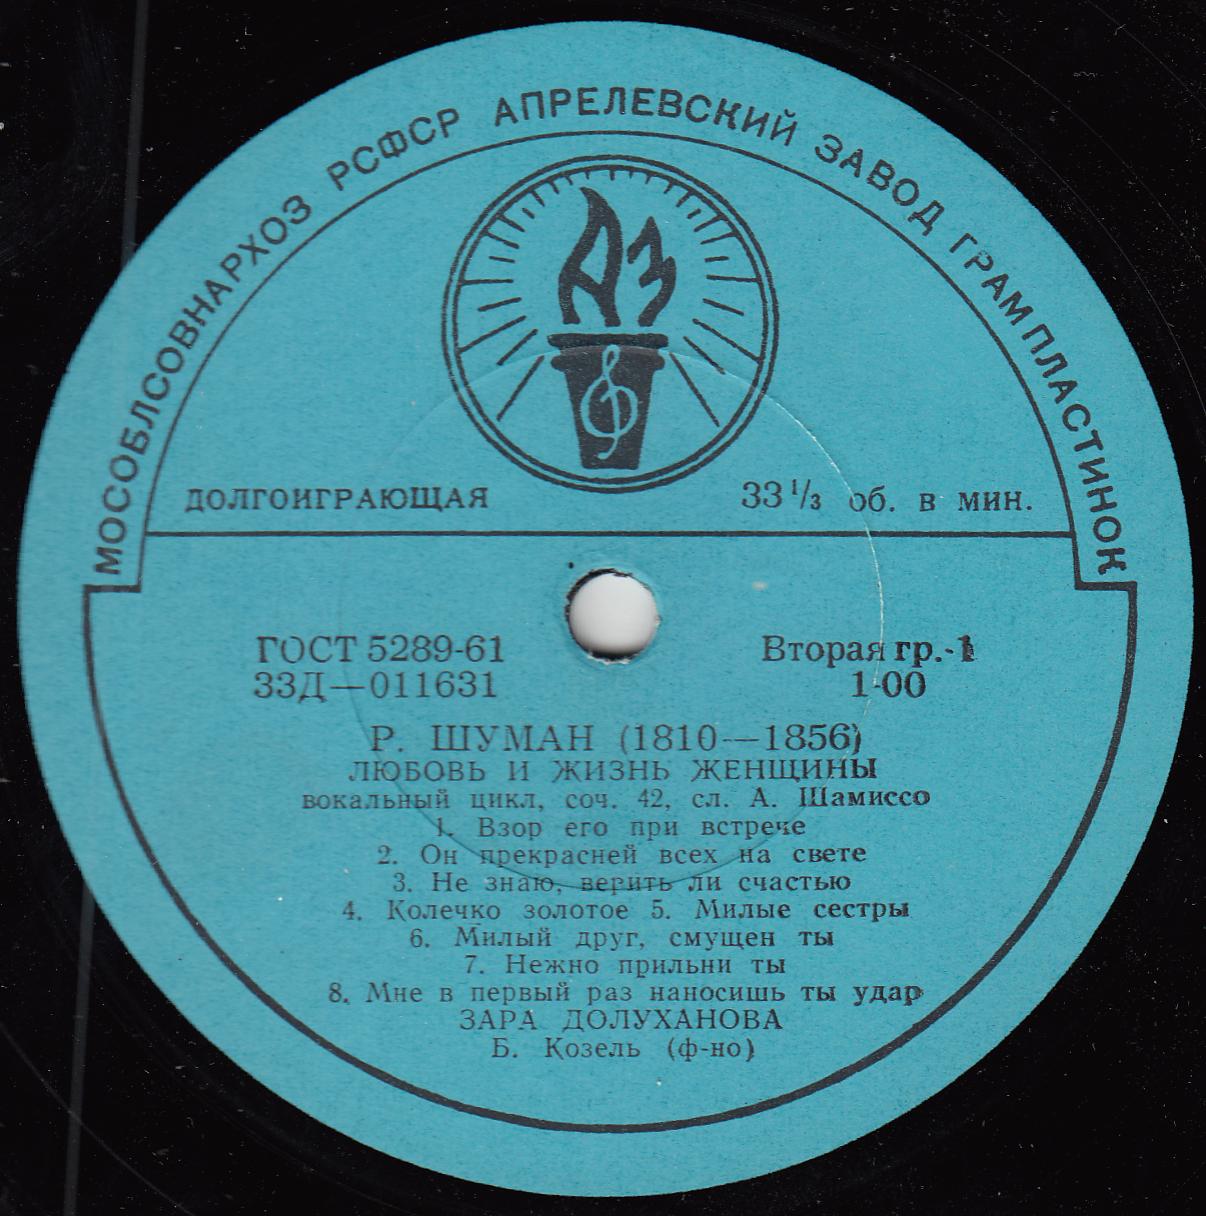 МОСОБЛСОВНАРХОЗ РСФСР АПРЕЛЕВСКИЙ ЗАВОД ГРАМПЛАСТИНОК
АЗ
ДОЛГОИГРАЮЩАЯ 33 1/3 об. в мин.
ГОСТ 5289-61 Вторая гр.-1
33Д—011631 1-00
Р. ШУМАН (1810—1856)
ЛЮБОВЬ И ЖИЗНЬ ЖЕНЩИНЫ
вокальный цикл, соч. 42, сл. А. Шамиссо
1. Взор его при встрече
2. Он прекрасней всех на свете
3. Не знаю, верить ли счастью
4. Колечко золотое 5. Милые сестры
6. Милый друг, смущен ты
7. Нежно прильни ты
8. Мне в первый раз наносишь ты удар
ЗАРА ДОЛУХАНОВА
Б. Козель (ф-но)